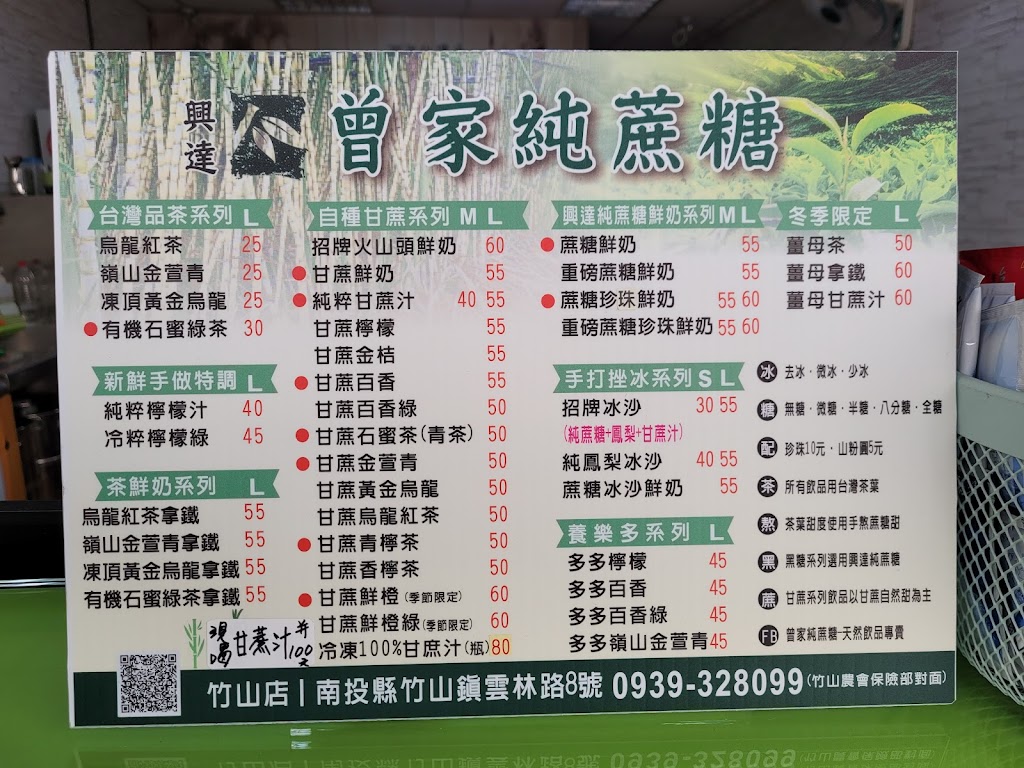 興達 曾家純蔗糖
台灣品茶系列 L
烏龍紅茶 25
嶺山金萱青 25
凍頂黃金烏龍 25
有機石蜜綠茶 30
新鮮手做特調 L
純粹檸檬汁 40
冷粹檸檬綠 45
茶鮮奶系列 L
烏龍紅茶拿鐵 55
嶺山金萱青拿鐵 55
凍頂黃金烏龍拿鐵 55
有機石蜜綠茶拿鐵 55
自種甘蔗系列 M L
招牌火山頭鮮奶 60
甘蔗鮮奶 55
純粹甘蔗汁 40 55
甘蔗檸檬 55
甘蔗金桔 55
甘蔗百香 55
甘蔗百香綠 50
甘蔗石蜜茶(青茶) 50
甘蔗金萱青 50
甘蔗黃金烏龍 50
甘蔗烏龍紅茶 50
甘蔗青檸茶 50
甘蔗香檸茶 50
甘蔗鮮橙(季節限定) 60
甘蔗鮮橙綠(季節限定) 60
冷凍100%甘蔗汁(瓶) 80
興達純蔗糖鮮奶系列 M L
蔗糖鮮奶 55
重磅蔗糖鮮奶 55
蔗糖珍珠鮮奶 55 60
重磅蔗糖珍珠鮮奶 55 60
手打挫冰系列 S L
招牌冰沙 30 55
(純蔗糖+鳳梨+甘蔗汁)
純鳳梨冰沙 40 55
蔗糖冰沙鮮奶 55
養樂多系列 L
多多檸檬 45
多多百香 45
多多百香綠 45
多多嶺山金萱青 45
冬季限定 L
薑母茶 50
薑母拿鐵 60
薑母甘蔗汁 60
冰 去冰·微冰·少冰
糖 無糖·微糖·半糖·八分糖·全糖
配 珍珠10元·山粉圓5元
茶 所有飲品用台灣茶葉
熬 茶葉甜度使用手熬蔗糖甜
黑 黑糖系列選用興達純蔗糖
蔗 甘蔗系列飲品以甘蔗自然甜為主
FB 曾家純蔗糖-天然飲品專賣
現喝 甘蔗汁 100
竹山店 | 南投縣竹山鎮雲林路8號 0939-328099 (竹山農會保險部對面)